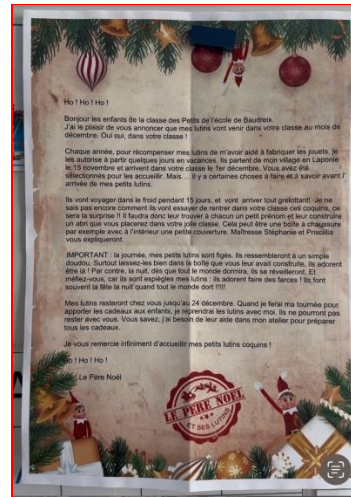 Ho ! Ho ! Ho !
Bonjour les enfants de la classe des Petits de l'école de Baudreix.
J'ai le plaisir de vous annoncer que mes lutins vont venir dans votre classe au mois de
décembre. Oui oui, dans votre classe !
Chaque année, pour récompenser mes lutins de m'avoir aidé à fabriquer les jouets, je
les autorise à partir quelques jours en vacances. Ils partent de mon village en Laponie
le 15 novembre et arrivent dans votre classe le 1er décembre. Vous avez été
sélectionnés pour les accueillir. Mais.... Il y a certaines choses à faire et à savoir avant l'
arrivée de mes petits lutins.
Ils vont voyager dans le froid pendant 15 jours, et vont arriver tout grelottant! Je ne
sais pas encore comment ils vont essayer de rentrer dans votre classe ces coquins, ce
sera la surprise !! Il faudra donc leur trouver à chacun un petit prénom et leur construire
un abri que vous placerez dans votre jolie classe. Cela peut être une boîte à chaussure
par exemple avec à l'intérieur une petite couverture. Maîtresse Stéphanie et Priscillia
vous expliqueront.
IMPORTANT : la journée, mes petits lutins sont figés. Ils ressembleront à un simple
doudou. Surtout laissez-les bien dans la boîte que vous leur avait construite, ils adorent
être là ! Par contre, la nuit, dès que tout le monde dormira, ils se réveilleront. Et
méfiez-vous, car ils sont espiègles mes lutins : ils adorent faire des farces ! Ils font
souvent la fête la nuit quand tout le monde dort !!!!
Mes lutins resteront chez vous jusqu'au 24 décembre. Quand je ferai ma tournée pour
apporter les cadeaux aux enfants, je reprendrai les lutins avec moi. Ils ne pourront pas
rester avec vous. Vous savez, j'ai besoin de leur aide dans mon atelier pour préparer
tous les cadeaux.
Je vous remercie infiniment d'accueillir mes petits lutins coquins !
Ho ! Ho ! Ho !
Le Père Noël
LE PERE NOEL
ET SES LUTINS